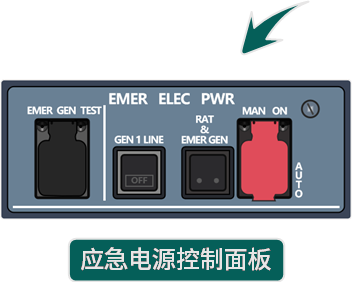 EMER ELEC PWR
EMER GEN TEST
GEN 1 LINE
OFF
RAT
&
EMER GEN
MAN ON
AUTO
应急电源控制面板